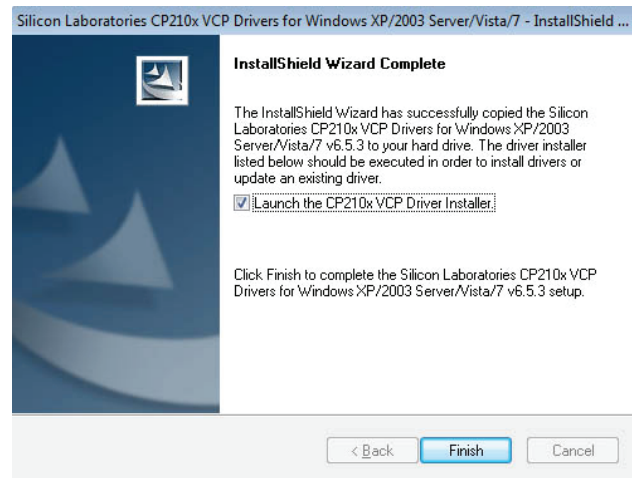 Silicon Laboratories CP210x VCP Drivers for Windows XP/2003 Server/Vista/7 - InstallShield ...
InstallShield Wizard Complete
The InstallShield Wizard has successfully copied the Silicon
Laboratories CP210x VCP Drivers for Windows XP/2003
Server/Vista/7 v6.5.3 to your hard drive. The driver installer
listed below should be executed in order to install drivers or
update an existing driver.
Launch the CP210x VCP Driver Installer.
Click Finish to complete the Silicon Laboratories CP210x VCP
Drivers for Windows XP/2003 Server/Vista/7 v6.5.3 setup.
< Back Finish Cancel